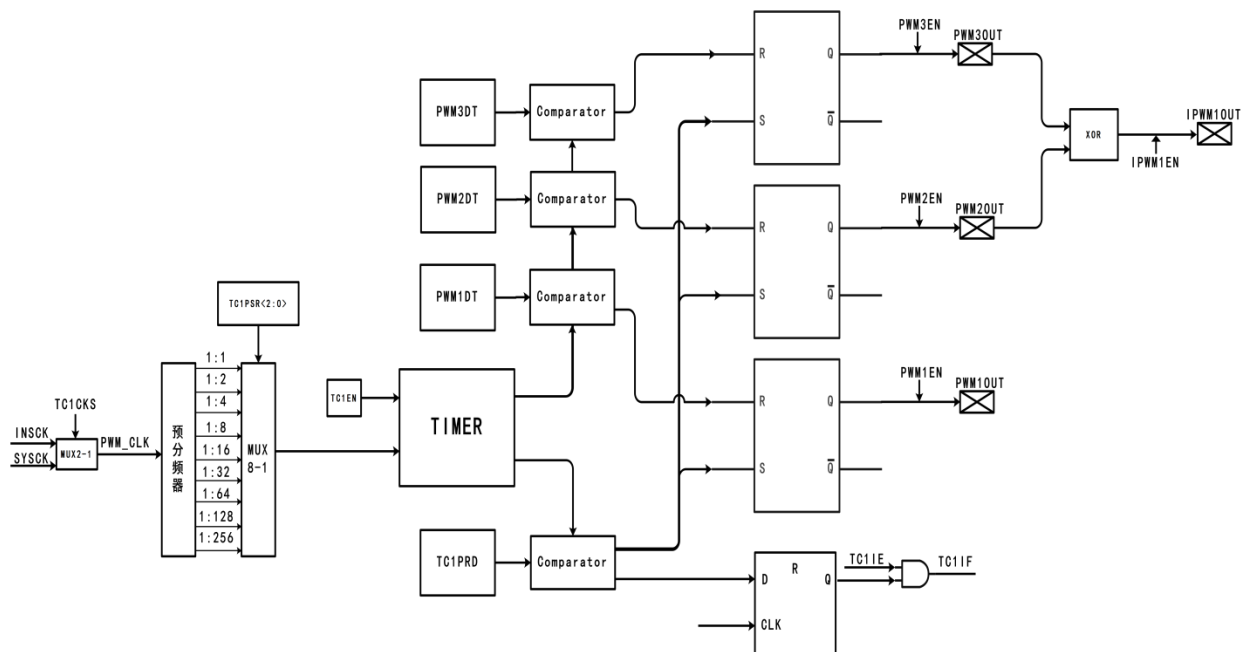 PWM3EN
PWM3OUT
R
Q
PWM3DT
Comparator
S
Q̅
XOR
IPWM1OUT
IPWM1EN
PWM2DT
Comparator
PWM2EN
PWM2OUT
R
Q
PWM1DT
Comparator
S
Q̅
TC1PSR<2:0>
1:1
1:2
1:4
1:8
1:16
1:32
1:64
1:128
1:256
TC1CKS
INSCK
SYSCK
MUX2-1
PWM_CLK
预分频器
MUX
8-1
TC1EN
TIMER
PWM1EN
PWM1OUT
R
Q
S
Q̅
TC1PRD
Comparator
D
R
Q
CLK
TC1IE
TC1IF